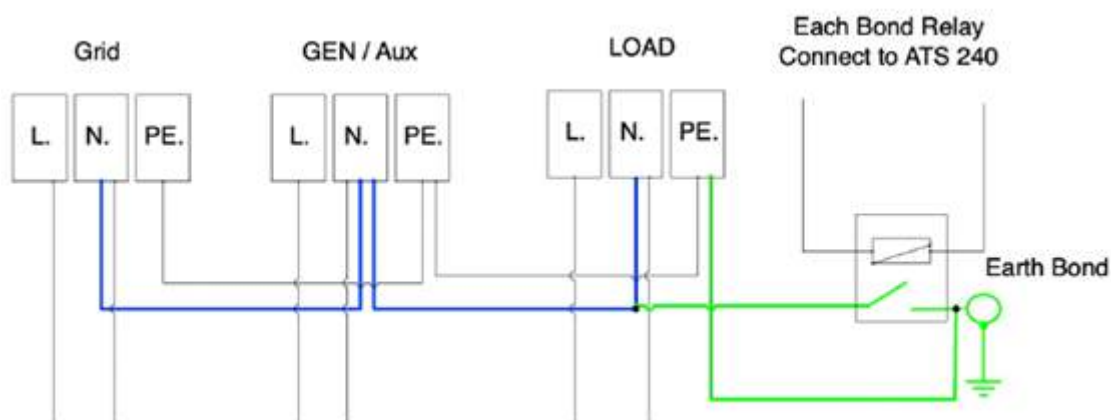 Grid
GEN / Aux
LOAD
Each Bond Relay
Connect to ATS 240
L. N. PE.
L. N. PE.
L. N. PE.
Earth Bond